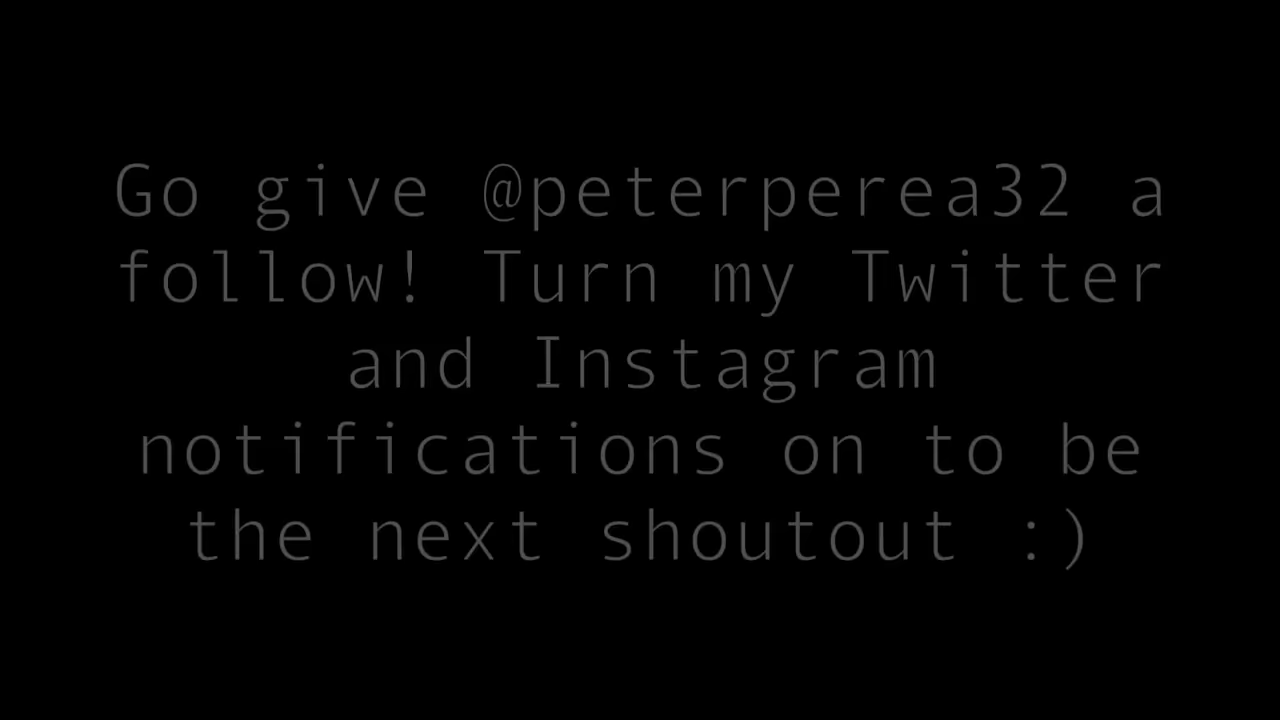 Go give @peterperea32 a
follow! Turn my Twitter
and Instagram
notifications on to be
the next shoutout :)